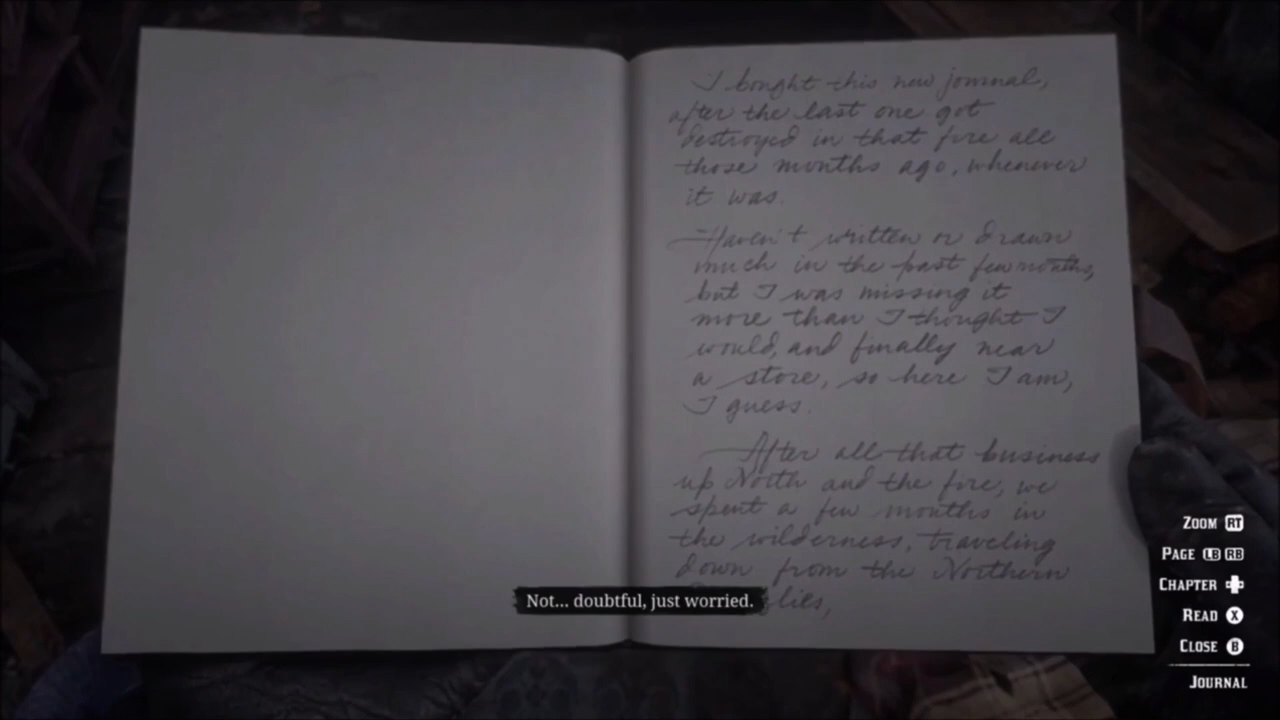 I bought this new journal,
after the last one got
destroyed in that fire all
those months ago, whenever
it was.
Haven't written or drawn
much in the past few months,
but I was missing it
more than I thought I
would, and finally near
a store, so here I am,
I guess.
After all that business
up North and the fire, we
spent a few months in
the wilderness, traveling
down from the Northern
Not... doubtful, just worried.
ZOOM RT
PAGE LB RB
CHAPTER
READ X
CLOSE B
JOURNAL